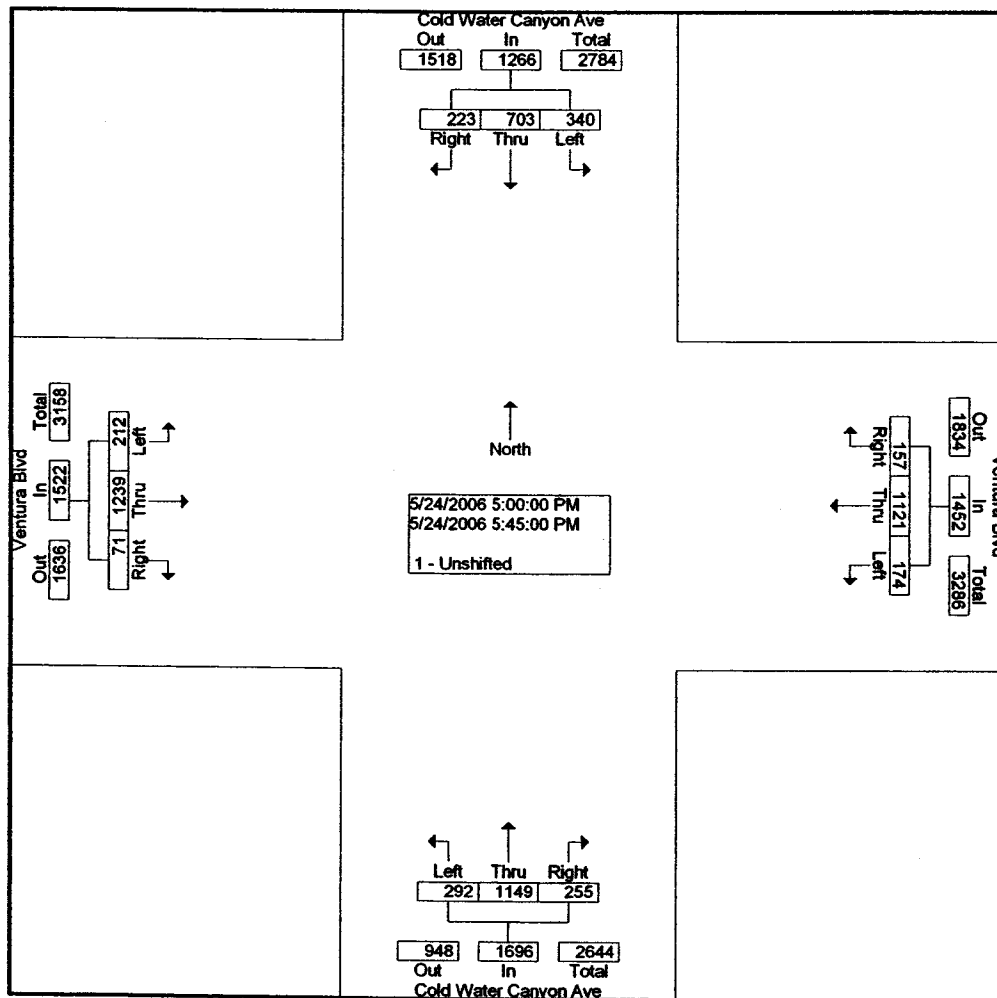 Cold Water Canyon Ave
Out In Total
1518 1266 2784
223 703 340
Right Thru Left
Ventura Blvd
Total In Out
3158 1522 1636
212 1239 71
Left Thru Right
North
5/24/2006 5:00:00 PM
5/24/2006 5:45:00 PM
1 - Unshifted
Right Thru Left
157 1121 174
Out In Total
1834 1452 3286
Ventura Blvd
Left Thru Right
292 1149 255
948 1696 2644
Out In Total
Cold Water Canyon Ave